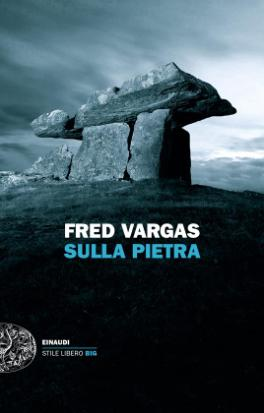 FRED VARGAS
SULLA PIETRA
EINAUDI
STILE LIBERO BIG